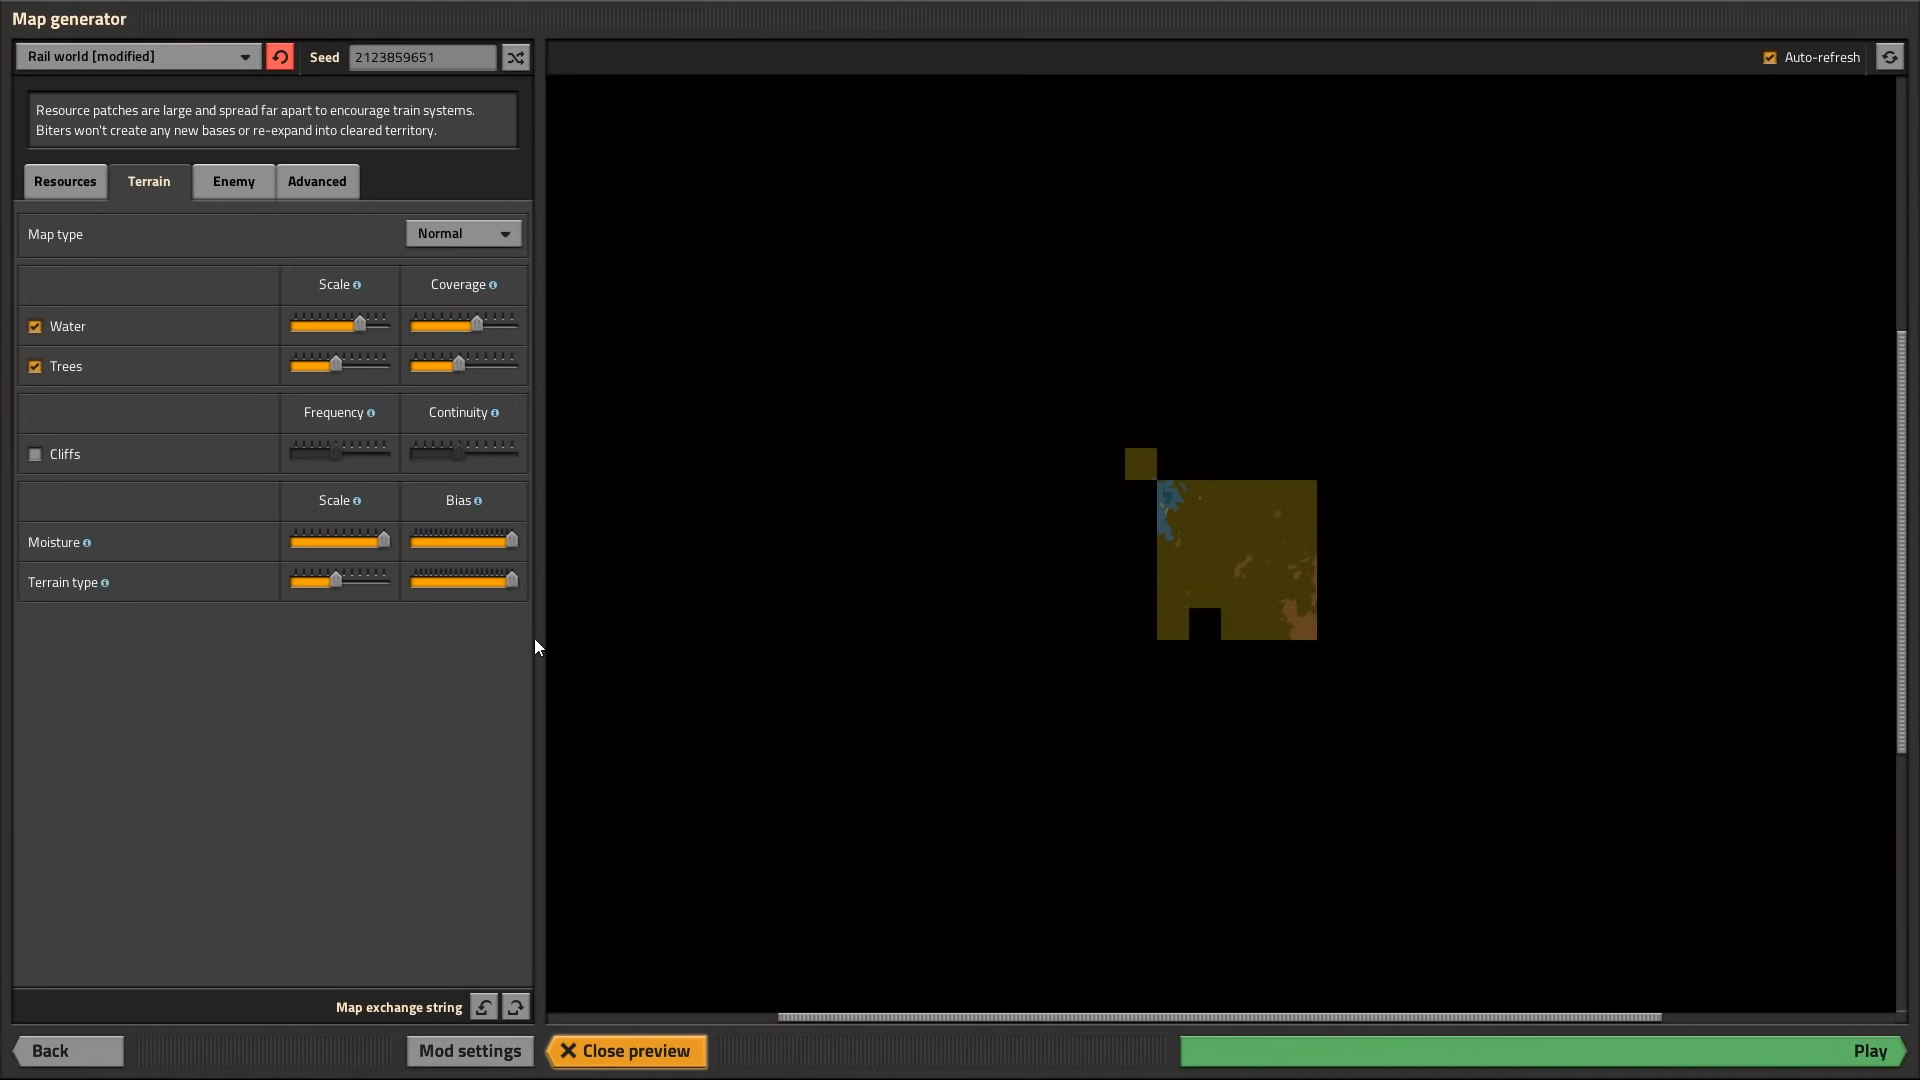 Map generator
Rail world [modified]
Seed
2123859651
Auto-refresh
Resource patches are large and spread far apart to encourage train systems.
Biters won't create any new bases or re-expand into cleared territory.
Resources
Terrain
Enemy
Advanced
Map type
Normal
Scale
Coverage
Water
Trees
Frequency
Continuity
Cliffs
Scale
Bias
Moisture
Terrain type
Map exchange string
Back
Mod settings
Close preview
Play